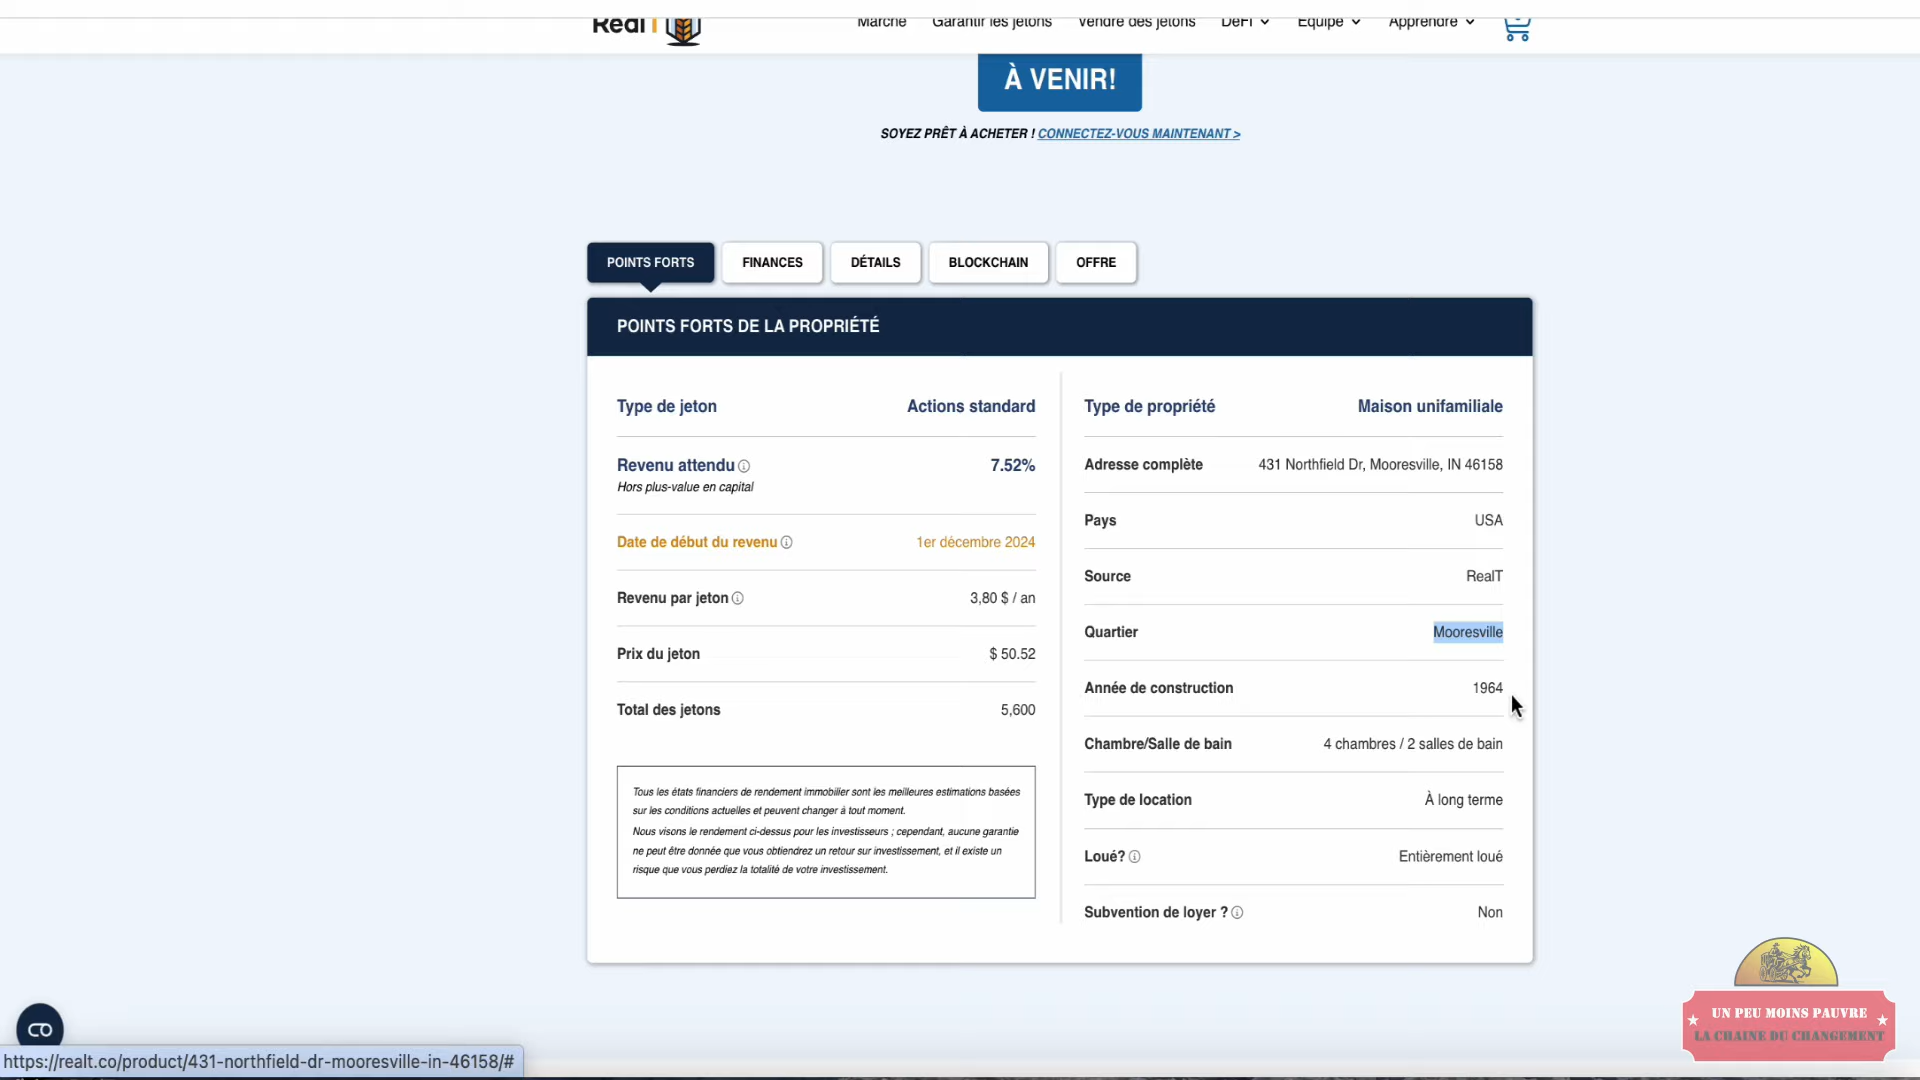 RealT
Marché
Garantir les jetons
Vendre des jetons
DeFi
Équipe
Apprendre
À VENIR!
SOYEZ PRÊT À ACHETER ! CONNECTEZ-VOUS MAINTENANT >
POINTS FORTS
FINANCES
DÉTAILS
BLOCKCHAIN
OFFRE
POINTS FORTS DE LA PROPRIÉTÉ
Type de jeton Actions standard
Revenu attendu 7.52%
Hors plus-value en capital
Date de début du revenu 1er décembre 2024
Revenu par jeton 3,80 $ / an
Prix du jeton $ 50.52
Total des jetons 5,600
Tous les états financiers de rendement immobilier sont les meilleures estimations basées
sur les conditions actuelles et peuvent changer à tout moment.
Nous visons le rendement ci-dessus pour les investisseurs ; cependant, aucune garantie
ne peut être donnée que vous obtiendrez un retour sur investissement, et il existe un
risque que vous perdiez la totalité de votre investissement.
Type de propriété Maison unifamiliale
Adresse complète 431 Northfield Dr, Mooresville, IN 46158
Pays USA
Source RealT
Quartier Mooresville
Année de construction 1964
Chambre/Salle de bain 4 chambres / 2 salles de bain
Type de location À long terme
Loué? Entièrement loué
Subvention de loyer ? Non
UN PEU MOINS PAUVRE
LA CHAINE DU CHANGEMENT
https://realt.co/product/431-northfield-dr-mooresville-in-46158/#